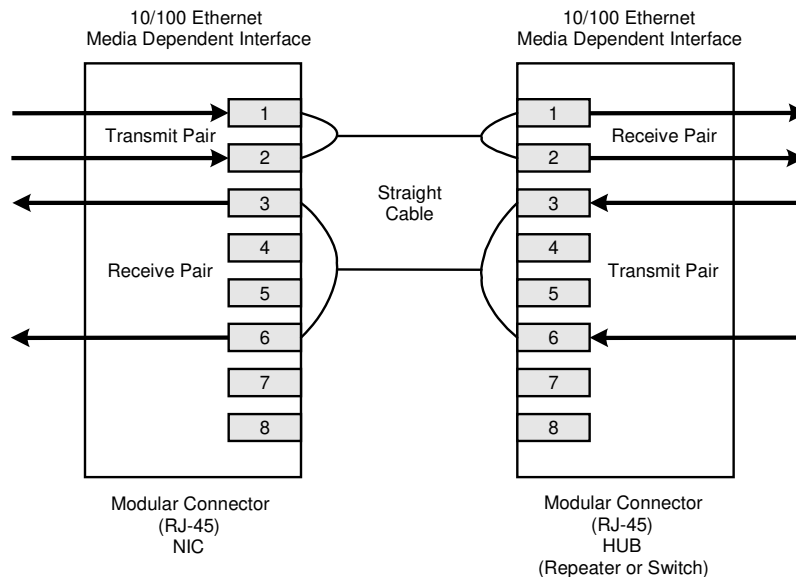 10/100 Ethernet
Media Dependent Interface
10/100 Ethernet
Media Dependent Interface
1
Transmit Pair
2
3
4
Receive Pair
5
6
7
8
Straight
Cable
1
Receive Pair
2
3
4
Transmit Pair
5
6
7
8
Modular Connector
(RJ-45)
NIC
Modular Connector
(RJ-45)
HUB
(Repeater or Switch)